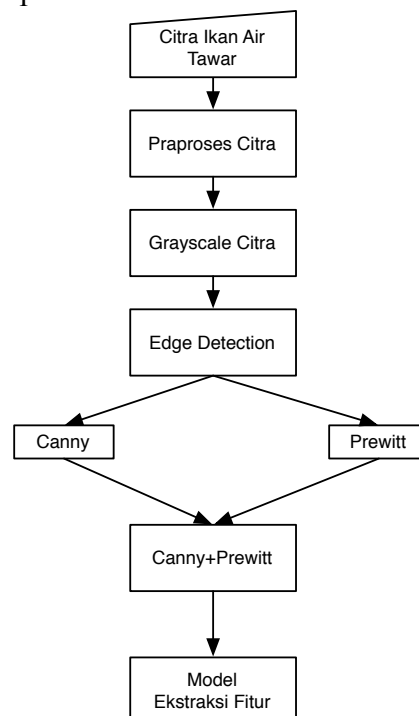 Citra Ikan Air
Tawar
Praproses Citra
Grayscale Citra
Edge Detection
Canny
Prewitt
Canny+Prewitt
Model
Ekstraksi Fitur